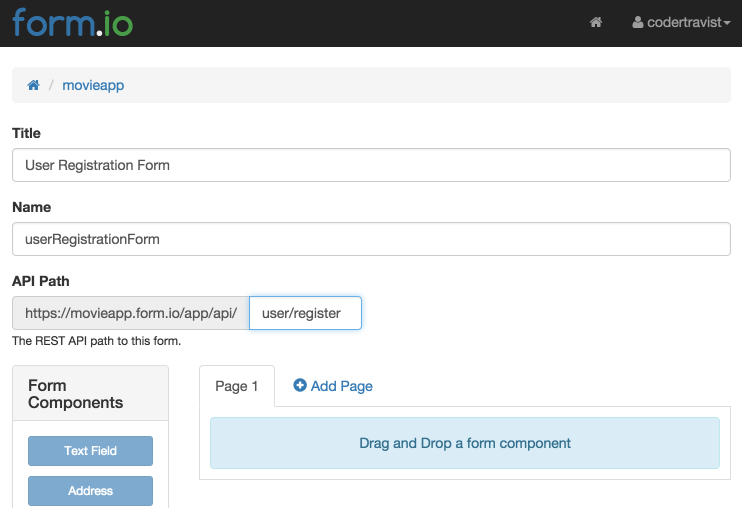 form.io
codertravist
/ movieapp
Title
User Registration Form
Name
userRegistrationForm
API Path
https://movieapp.form.io/app/api/ user/register
The REST API path to this form.
Form
Components
Text Field
Address
Page 1
Add Page
Drag and Drop a form component